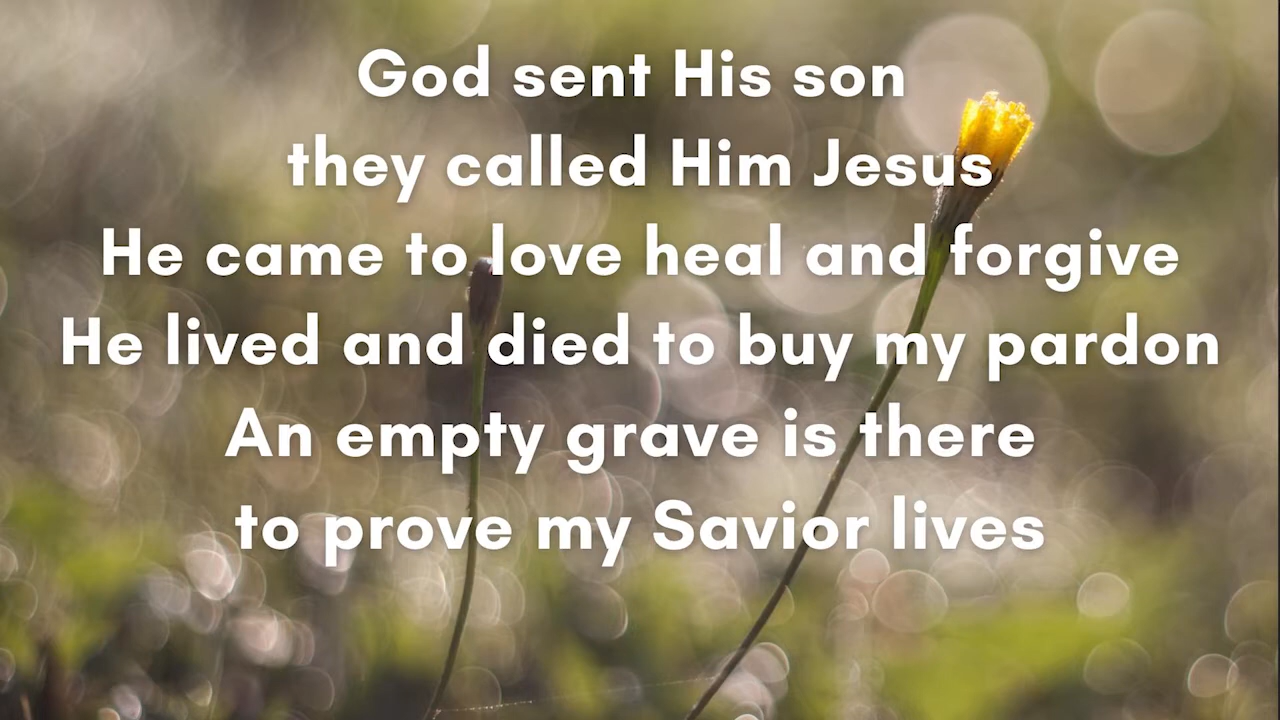 God sent His son
they called Him Jesus
He came to love heal and forgive
He lived and died to buy my pardon
An empty grave is there
to prove my Savior lives